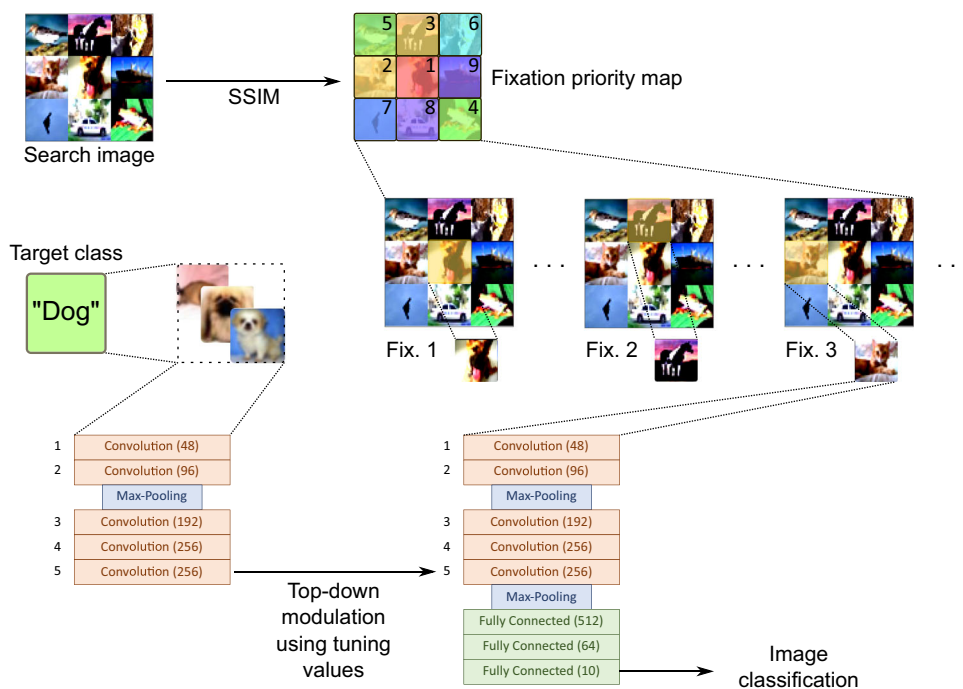 5 3 6
2 1 9
7 8 4
SSIM
Fixation priority map
Search image
Target class
"Dog"
. . .
. . .
. .
Fix. 1
Fix. 2
Fix. 3
1 Convolution (48)
2 Convolution (96)
Max-Pooling
3 Convolution (192)
4 Convolution (256)
5 Convolution (256)
Top-down
modulation
using tuning
values
1 Convolution (48)
2 Convolution (96)
Max-Pooling
3 Convolution (192)
4 Convolution (256)
5 Convolution (256)
Max-Pooling
Fully Connected (512)
Fully Connected (64)
Fully Connected (10)
Image
classification